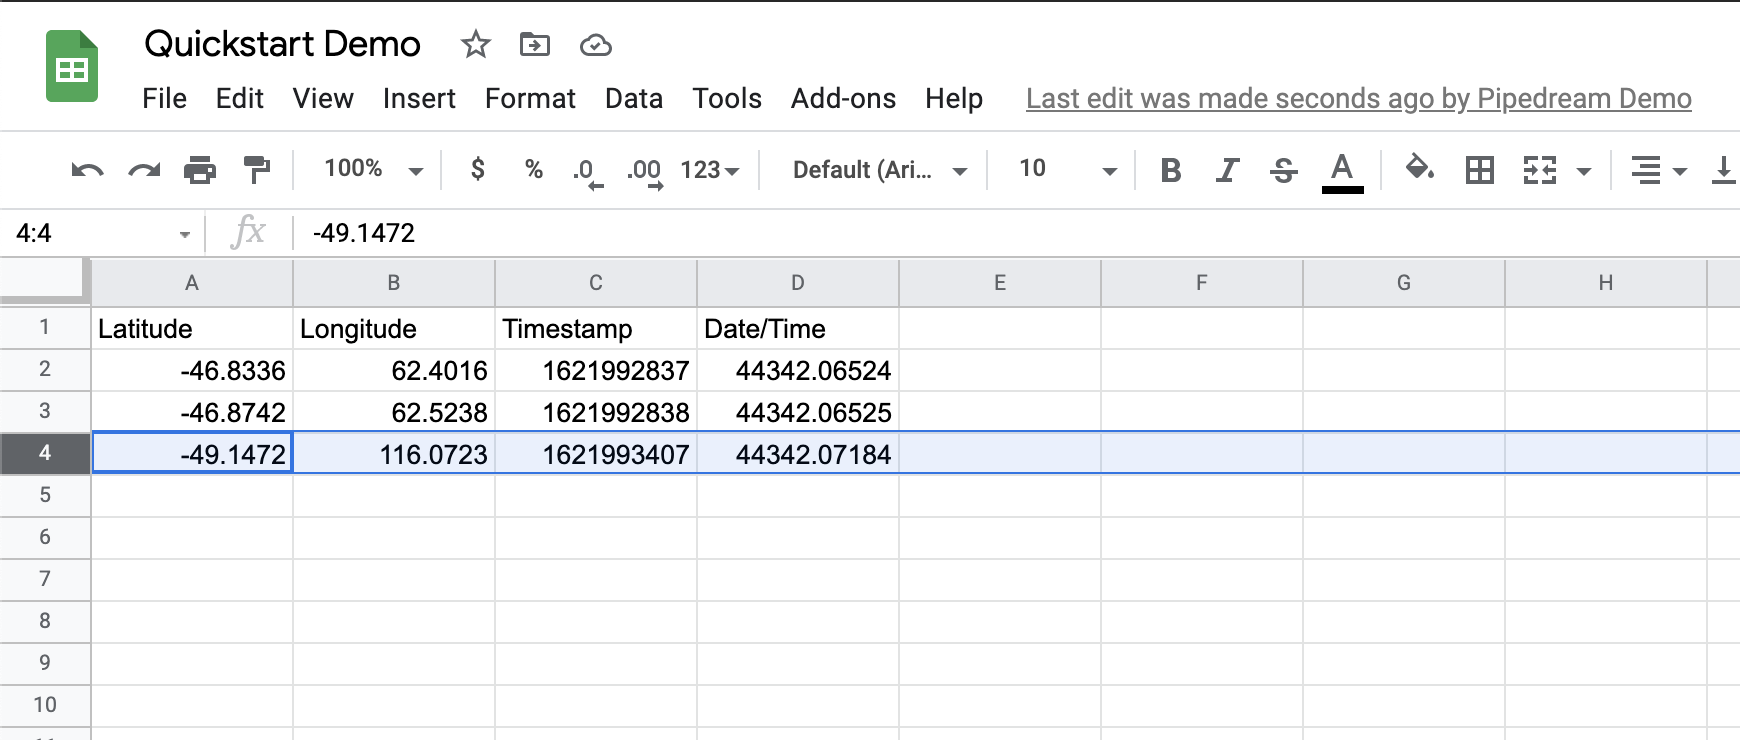 Quickstart Demo
File Edit View Insert Format Data Tools Add-ons Help Last edit was made seconds ago by Pipedream Demo
100% $ % .0 .00 123 Default (Ari... 10 B I S A
4:4 fx -49.1472
A B C D E F G H
1 Latitude Longitude Timestamp Date/Time
2 -46.8336 62.4016 1621992837 44342.06524
3 -46.8742 62.5238 1621992838 44342.06525
4 -49.1472 116.0723 1621993407 44342.07184
5
6
7
8
9
10